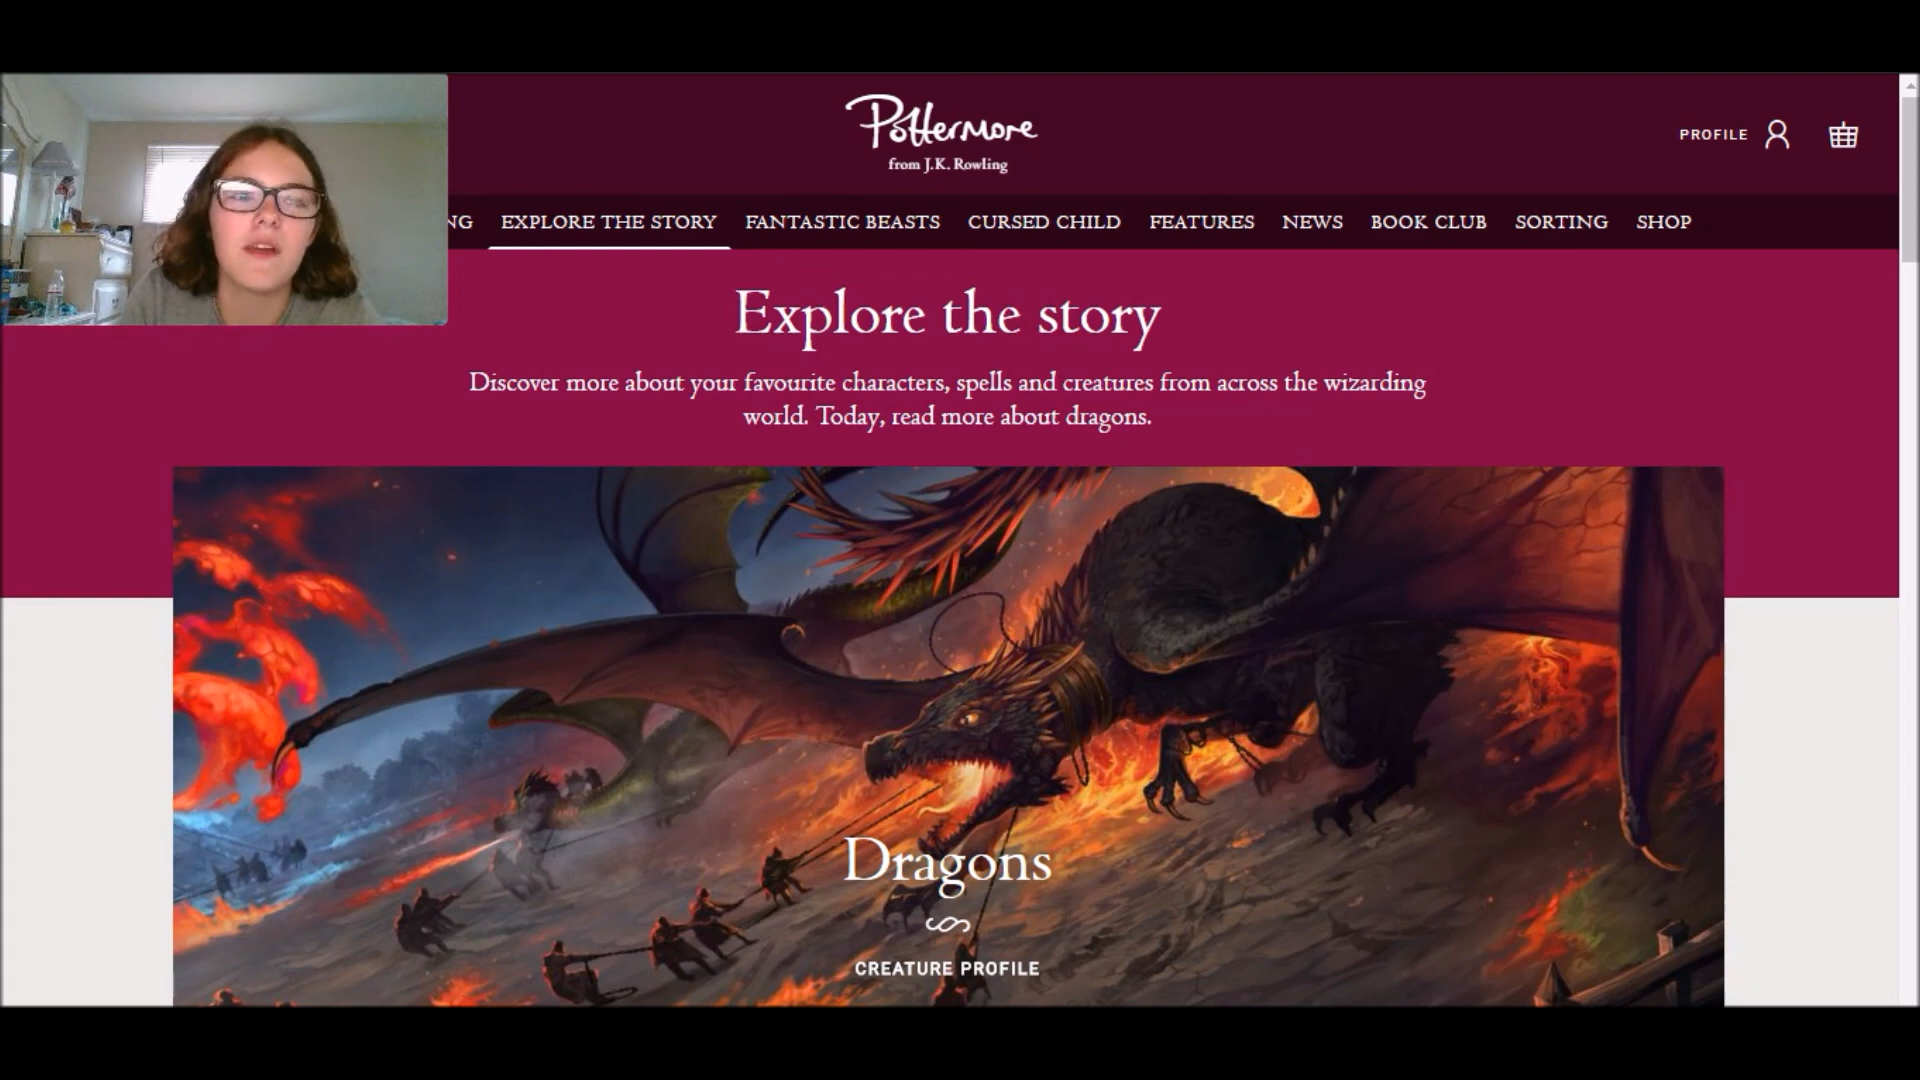 Pottermore
from J.K. Rowling
PROFILE
NG EXPLORE THE STORY FANTASTIC BEASTS CURSED CHILD FEATURES NEWS BOOK CLUB SORTING SHOP
Explore the story
Discover more about your favourite characters, spells and creatures from across the wizarding
world. Today, read more about dragons.
Dragons
CREATURE PROFILE